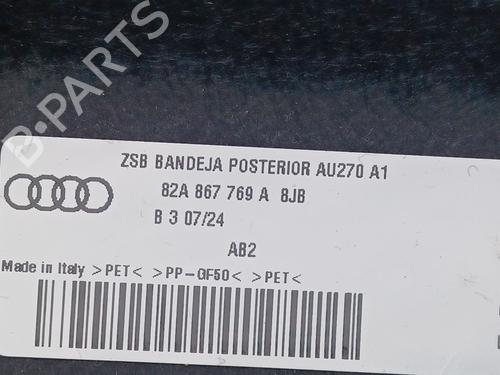 B-PARTS
ZSB BANDEJA POSTERIOR AU270 A1
82A 867 769 A 8JB
B 3 07/24
AB2
Made in Italy >PET< >PP-GF50< >PET<